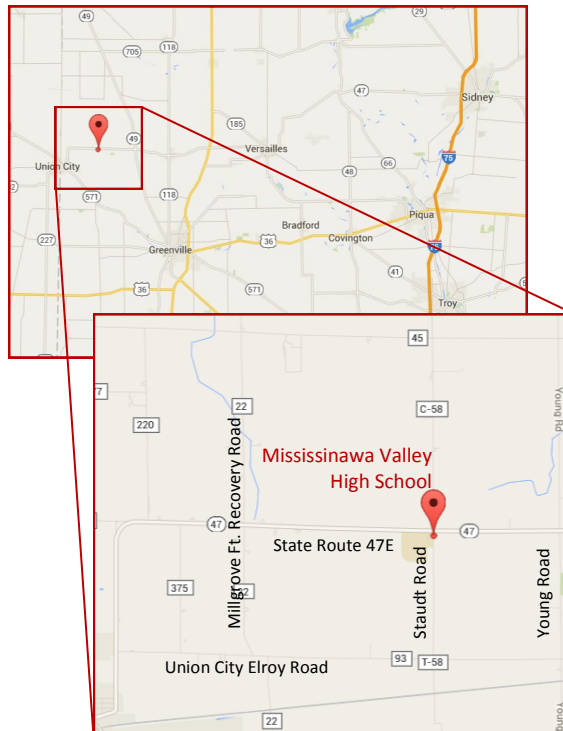 49
705
118
47
Sidney
185
49
Versailles
75
Union City
66
48
571
118
Piqua
Bradford
36
Covington
227
Greenville
75
41
36
571
Troy
45
22
C-58
220
Young Rd
Millgrove Ft. Recovery Road
Mississinawa Valley
High School
47
47
State Route 47E
Staudt Road
Young Road
375
Union City Elroy Road
93
T-58
22